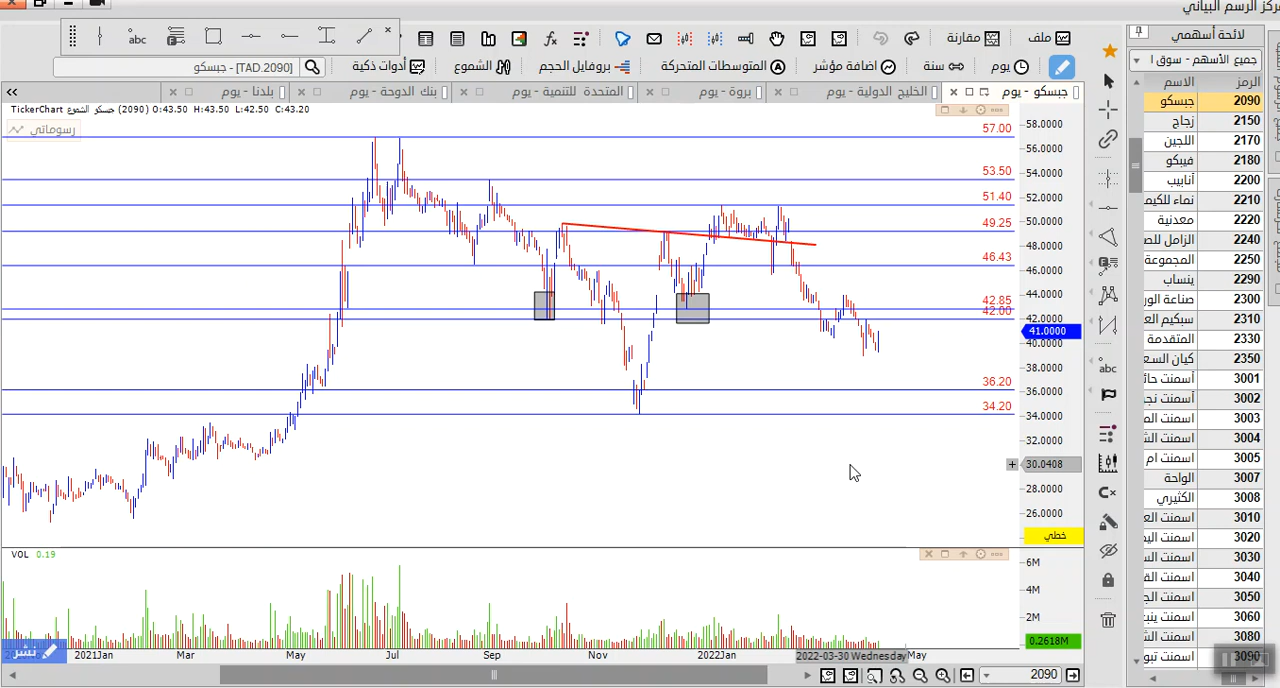 مركز الرسم البياني
ملف
مقارنة
abc
لائحة أسهمي
جميع الأسهم - سوق ا
يوم
سنة
اضافة مؤشر
المتوسطات المتحركة
بروفايل الحجم
الشموع
أدوات ذكية
[TAD.2090] - جبسكو
جبسكو - يوم
الخليج الدولية - يوم
بروة - يوم
المتحدة للتنمية - يوم
بنك الدوحة - يوم
بلدنا - يوم
TickerChart جبسكو (2090) O:43.50 H:43.50 L:42.50 C:43.20
رسوماتي
57.00
53.50
51.40
49.25
46.43
42.85
42.00
36.20
34.20
58.0000
56.0000
54.0000
52.0000
50.0000
48.0000
46.0000
44.0000
42.0000
41.0000
40.0000
38.0000
36.0000
34.0000
32.0000
30.0408
28.0000
26.0000
خطي
VOL 0.19
6M
4M
2M
0.2618M
نشر
2021Jan Mar May Jul Sep Nov 2022Jan 2022-03-30 Wednesday May
2090
abc
الرمز الاسم
2090 جبسكو
2150 زجاج
2170 اللجين
2180 فيبكو
2200 أنابيب
2210 نماء للكيم
2220 معدنية
2240 الزامل للص
2250 المجموعة
2290 ينساب
2300 صناعة الور
2310 سبكيم الع
2330 المتقدمة
2350 كيان السع
3001 أسمنت حائ
3002 أسمنت نج
3003 اسمنت الم
3004 اسمنت الش
3005 اسمنت ام
3007 الواحة
3008 الكثيري
3010 اسمنت الع
3020 اسمنت اليم
3030 اسمنت الس
3040 اسمنت الق
3050 اسمنت الج
3060 اسمنت ينب
3080 اسمنت الش
3090 اسمنت تبو